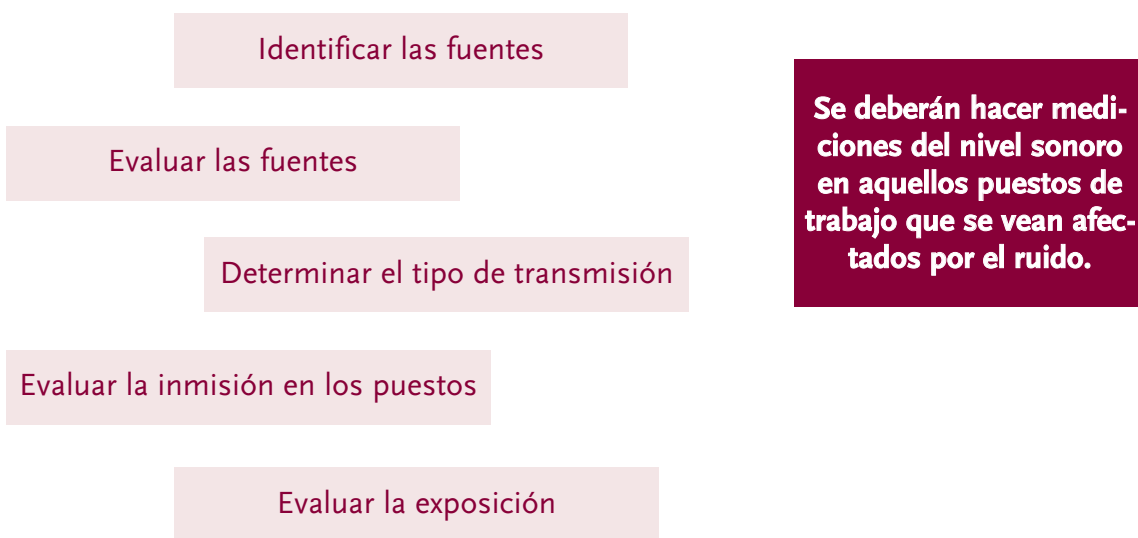 Identificar las fuentes
Evaluar las fuentes
Determinar el tipo de transmisión
Evaluar la inmisión en los puestos
Evaluar la exposición
Se deberán hacer medi-
ciones del nivel sonoro
en aquellos puestos de
trabajo que se vean afec-
tados por el ruido.